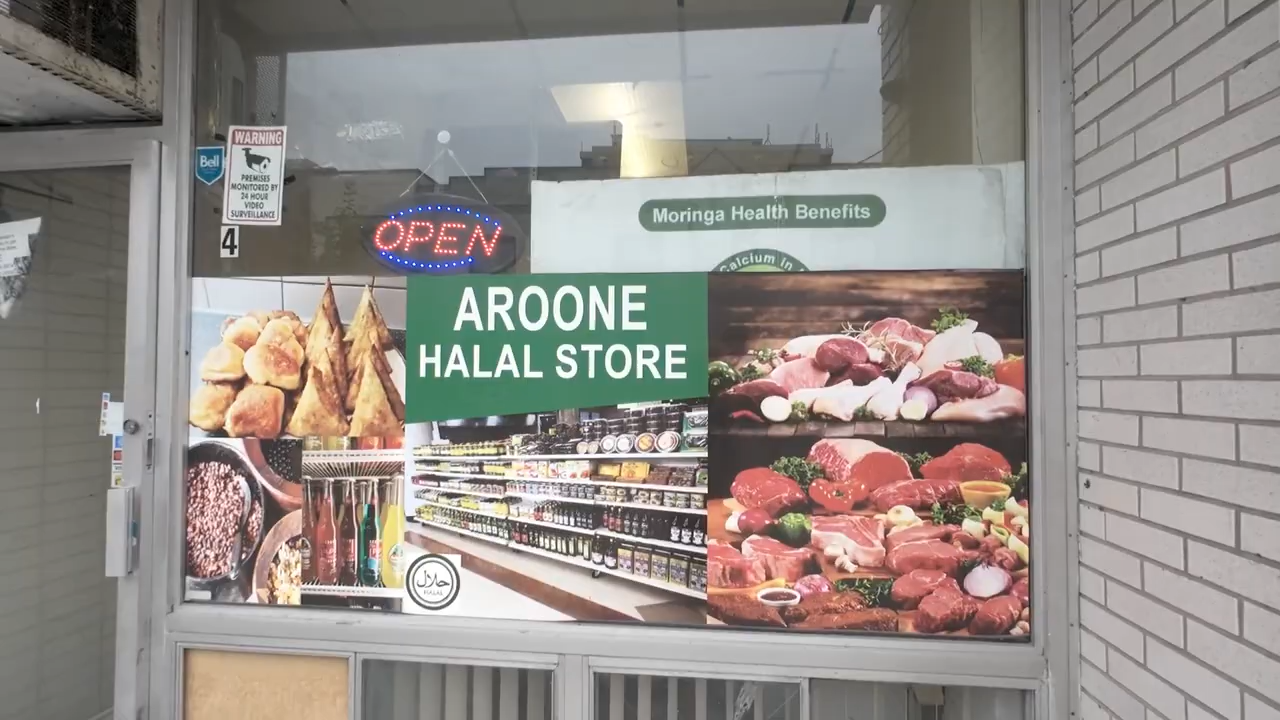 WARNING
Bell
PREMISES
MONITORED BY
24 HOUR
VIDEO
SURVEILLANCE
4
OPEN
Moringa Health Benefits
Calcium in
AROONE
HALAL STORE
حلال
HALAL